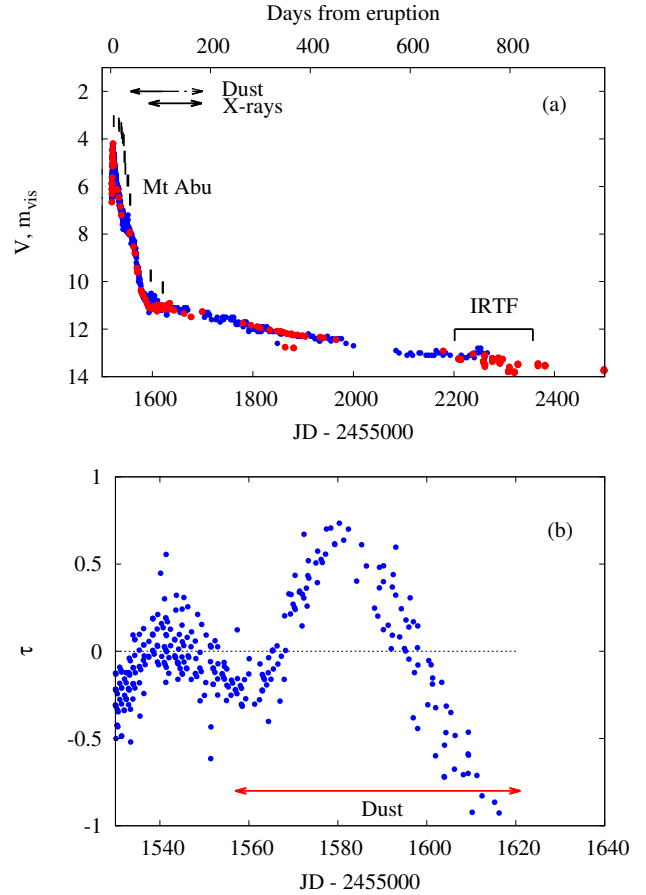 Days from eruption
0 200 400 600 800
1
2
4
6
8
10
12
14
V, m_vis
Dust
X-rays
(a)
Mt Abu
IRTF
1600 1800 2000 2200 2400
JD - 2455000
1
0.5
0
-0.5
-1
τ
(b)
Dust
1540 1560 1580 1600 1620 1640
JD - 2455000